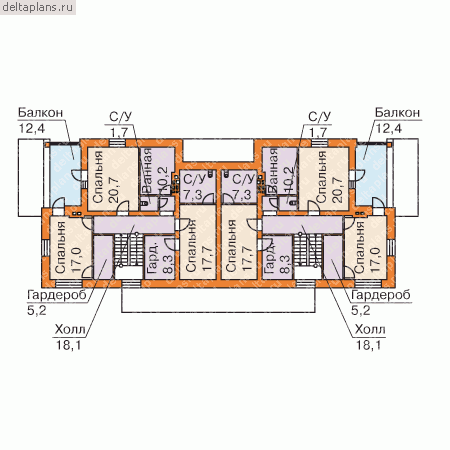 deltaplans.ru
Балкон
12,4
С/У
1,7
С/У
1,7
Балкон
12,4
Спальня
20,7
Ванная
10,2
С/У
7,3
С/У
7,3
Ванная
10,2
Спальня
20,7
Спальня
17,0
Гард.
8,3
Спальня
17,7
Спальня
17,7
Гард.
8,3
Спальня
17,0
Гардероб
5,2
Гардероб
5,2
Холл
18,1
Холл
18,1